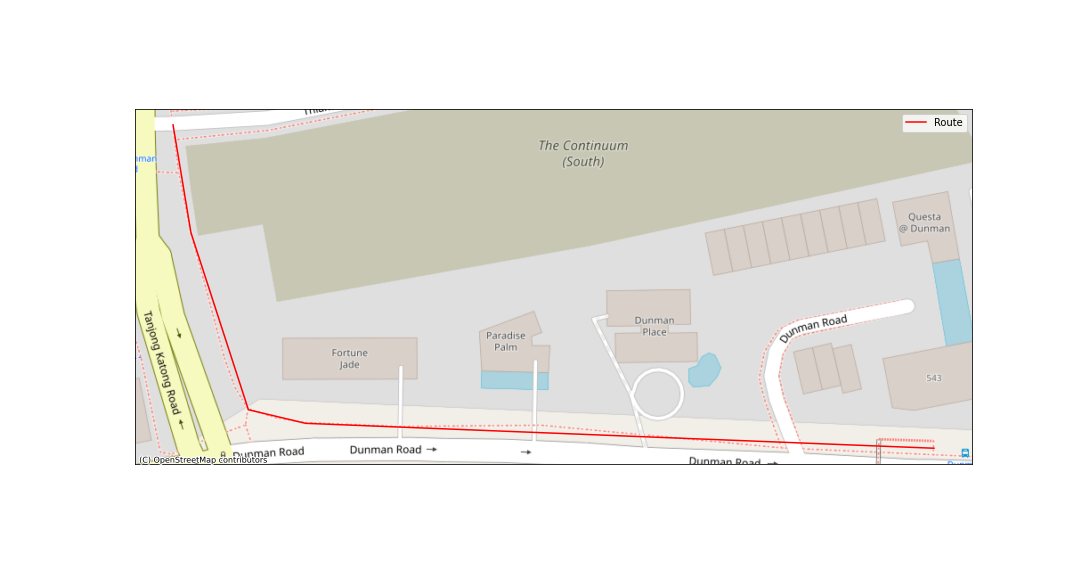 The Continuum
(South)
Route
Questa
@ Dunman
Dunman
Place
Dunman Road
Paradise
Palm
Fortune
Jade
543
Tanjong Katong Road
Dunman Road
Dunman Road
Dunman Road
(C) OpenStreetMap contributors